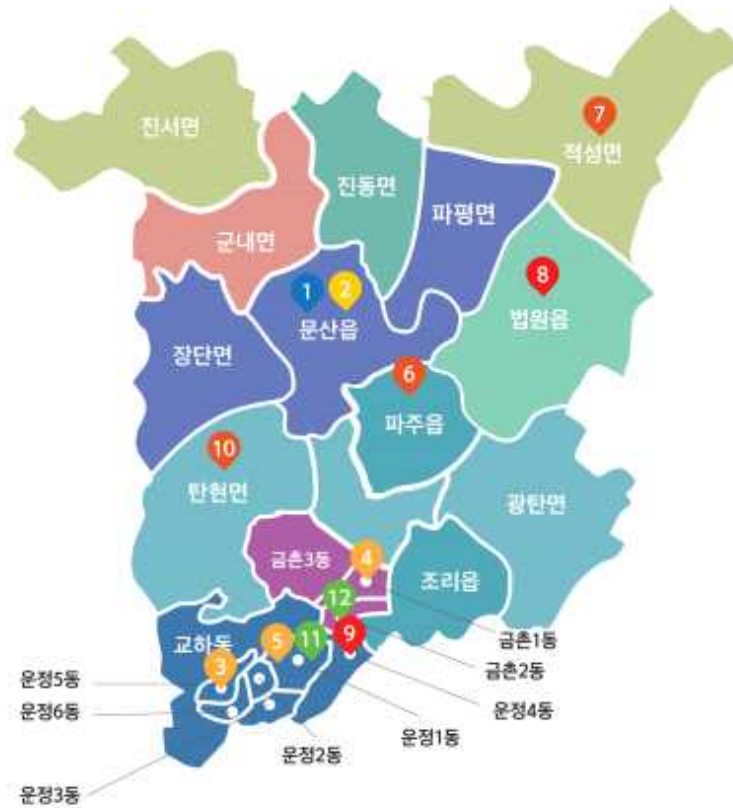 7
진서면
적성면
진동면
파평면
군내면
8
1
2
문산읍
법원읍
장단면
6
파주읍
10
탄현면
광탄면
금촌3동
4
조리읍
12
금촌1동
교하동
5
11
9
금촌2동
3
운정5동
운정4동
운정6동
운정1동
운정2동
운정3동